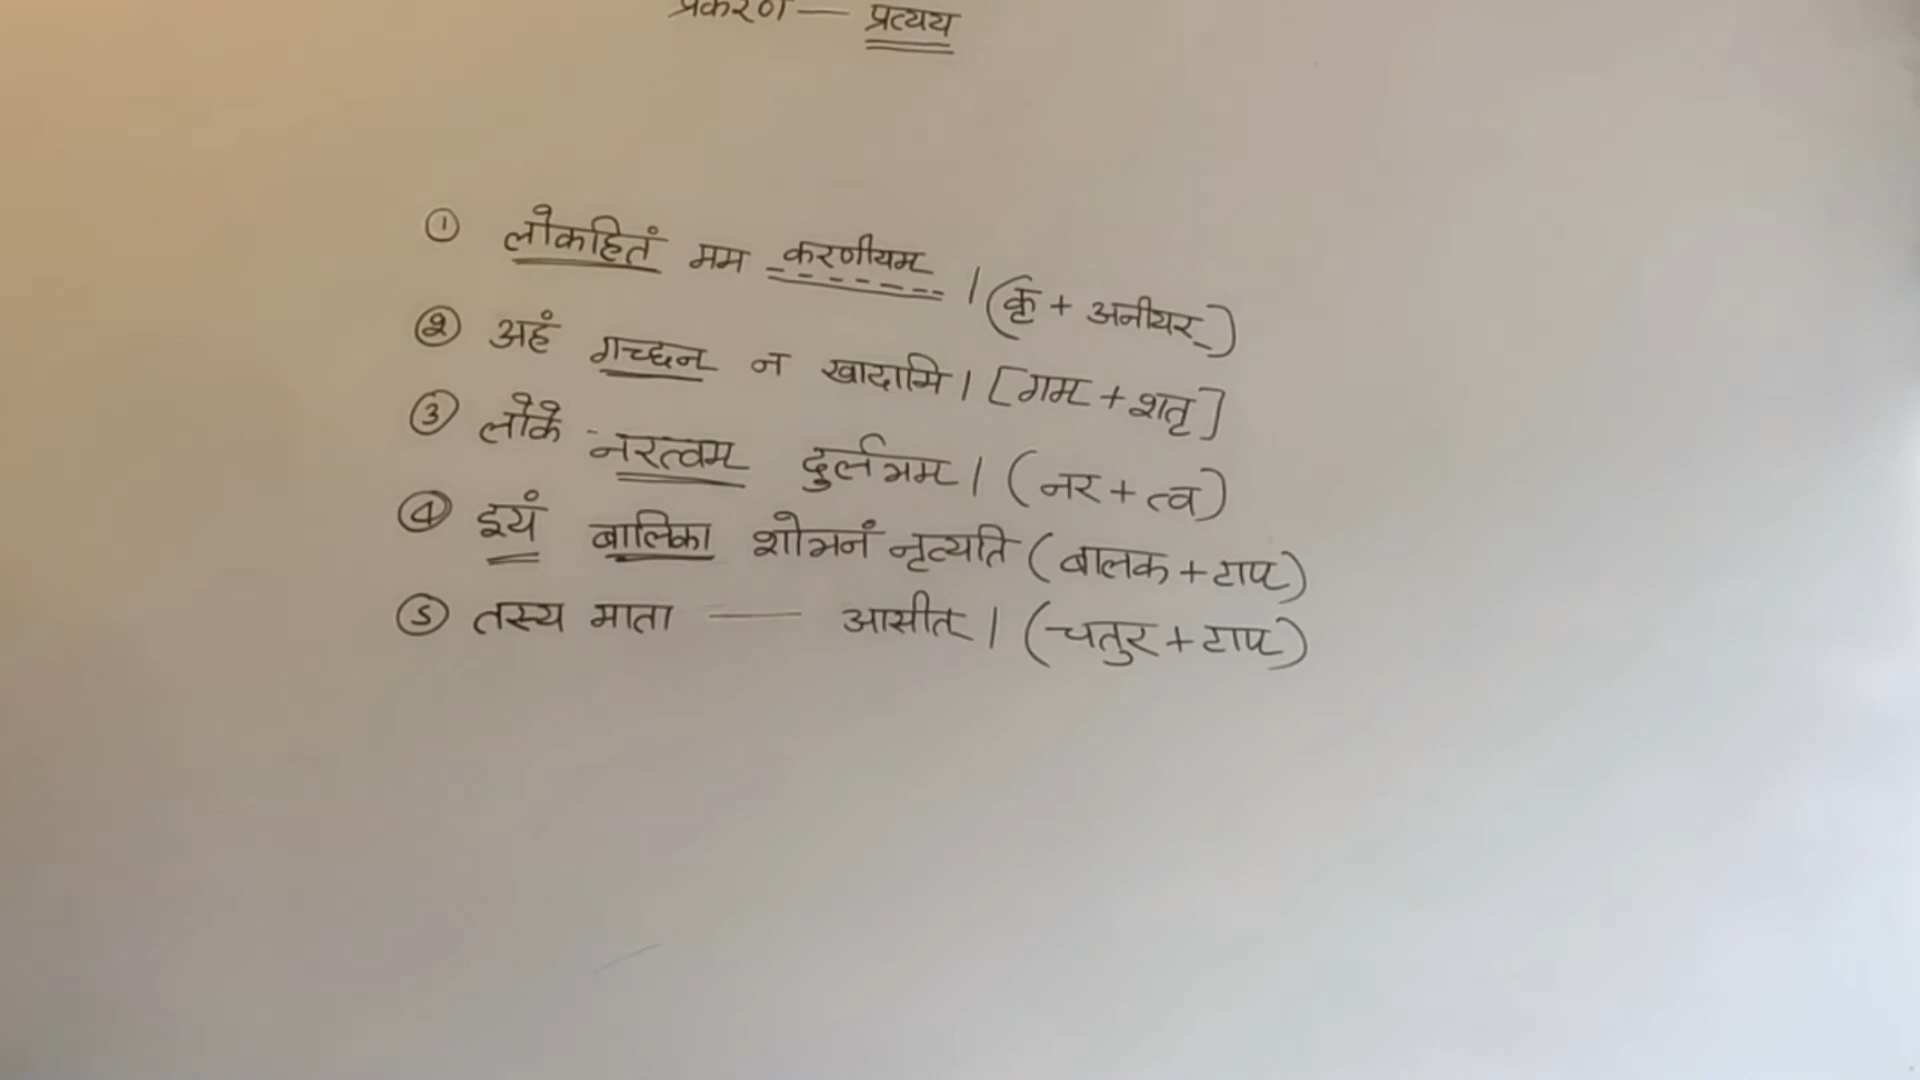 प्रकरण — प्रत्यय
① लोकहितं मम करणीयम् । (कृ + अनीयर्)
② अहं गच्छन् न खादामि । [गम् + शतृ]
③ लोके नरत्वम् दुर्लभम् । (नर + त्व)
④ इयं बालिका शोभनं नृत्यति (बालक + टाप्)
⑤ तस्य माता — आसीत् । (चतुर + टाप्)